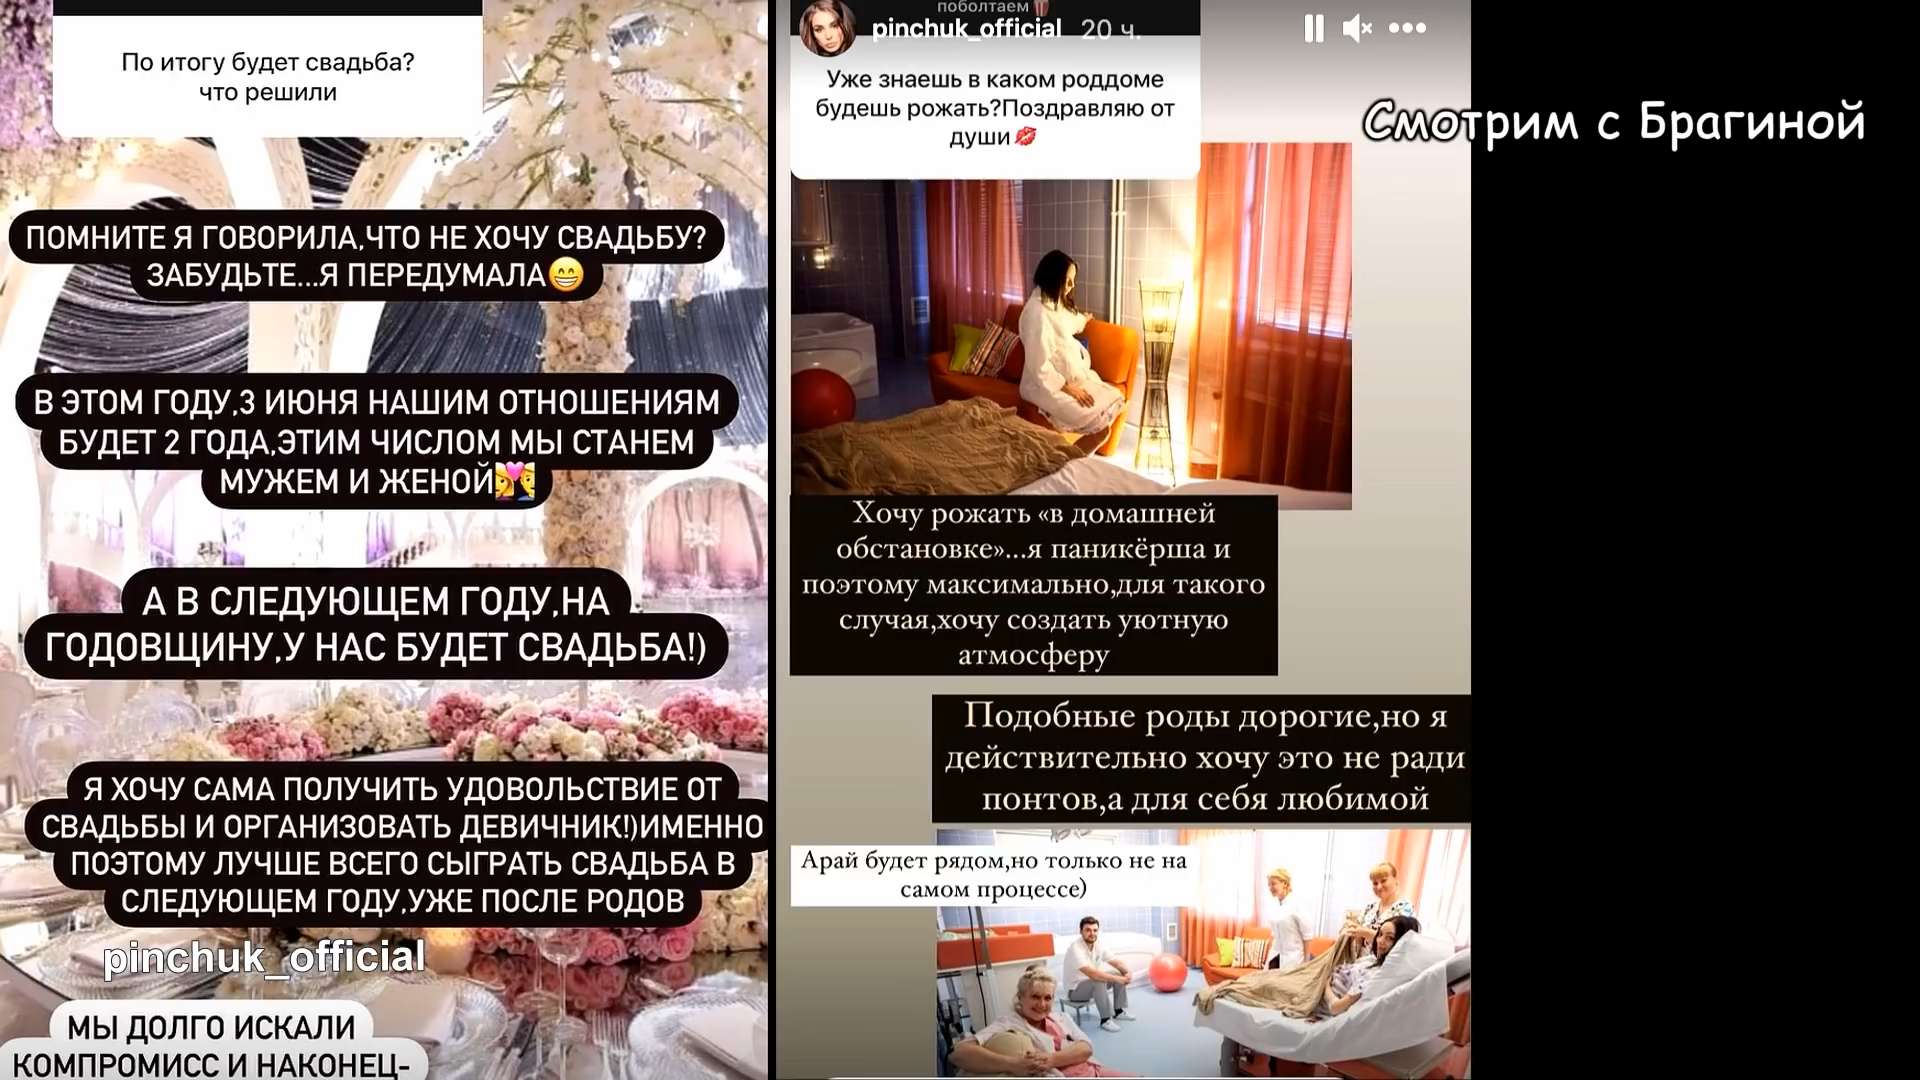 По итогу будет свадьба?
что решили
ПОМНИТЕ Я ГОВОРИЛА,ЧТО НЕ ХОЧУ СВАДЬБУ?
ЗАБУДЬТЕ...Я ПЕРЕДУМАЛА😁
В ЭТОМ ГОДУ,3 ИЮНЯ НАШИМ ОТНОШЕНИЯМ
БУДЕТ 2 ГОДА,ЭТИМ ЧИСЛОМ МЫ СТАНЕМ
МУЖЕМ И ЖЕНОЙ💑
А В СЛЕДУЮЩЕМ ГОДУ,НА
ГОДОВЩИНУ,У НАС БУДЕТ СВАДЬБА!)
Я ХОЧУ САМА ПОЛУЧИТЬ УДОВОЛЬСТВИЕ ОТ
СВАДЬБЫ И ОРГАНИЗОВАТЬ ДЕВИЧНИК!)ИМЕННО
ПОЭТОМУ ЛУЧШЕ ВСЕГО СЫГРАТЬ СВАДЬБА В
СЛЕДУЮЩЕМ ГОДУ,УЖЕ ПОСЛЕ РОДОВ
pinchuk_official
МЫ ДОЛГО ИСКАЛИ
КОМПРОМИСС И НАКОНЕЦ-
поболтаем🍿
pinchuk_official 20 ч.
Уже знаешь в каком роддоме
будешь рожать?Поздравляю от
души💋
Хочу рожать «в домашней
обстановке»...я паникёрша и
поэтому максимально,для такого
случая,хочу создать уютную
атмосферу
Подобные роды дорогие,но я
действительно хочу это не ради
понтов,а для себя любимой
Арай будет рядом,но только не на
самом процессе)
Смотрим с Брагиной